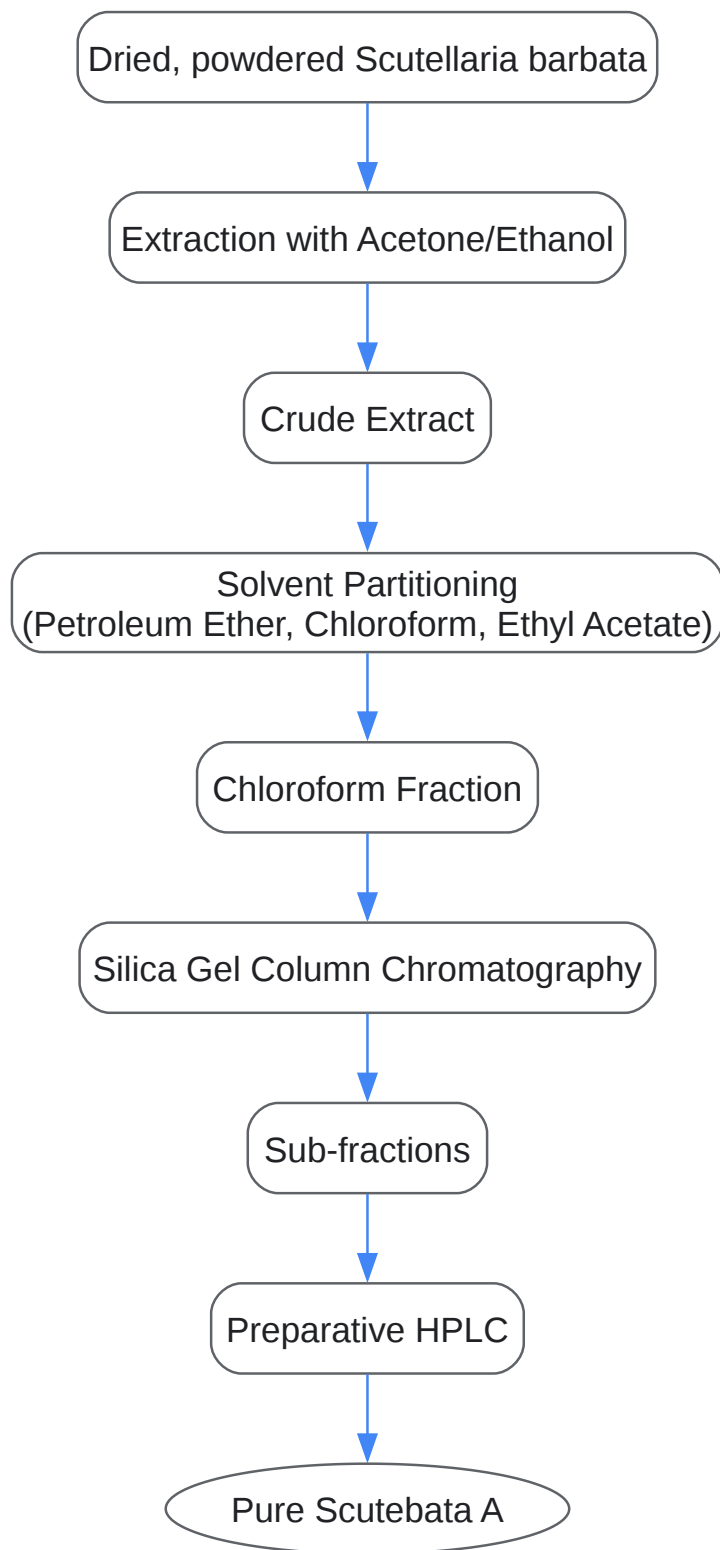 Dried, powdered Scutellaria barbata
Extraction with Acetone/Ethanol
Crude Extract
Solvent Partitioning
(Petroleum Ether, Chloroform, Ethyl Acetate)
Chloroform Fraction
Silica Gel Column Chromatography
Sub-fractions
Preparative HPLC
Pure Scutebata A